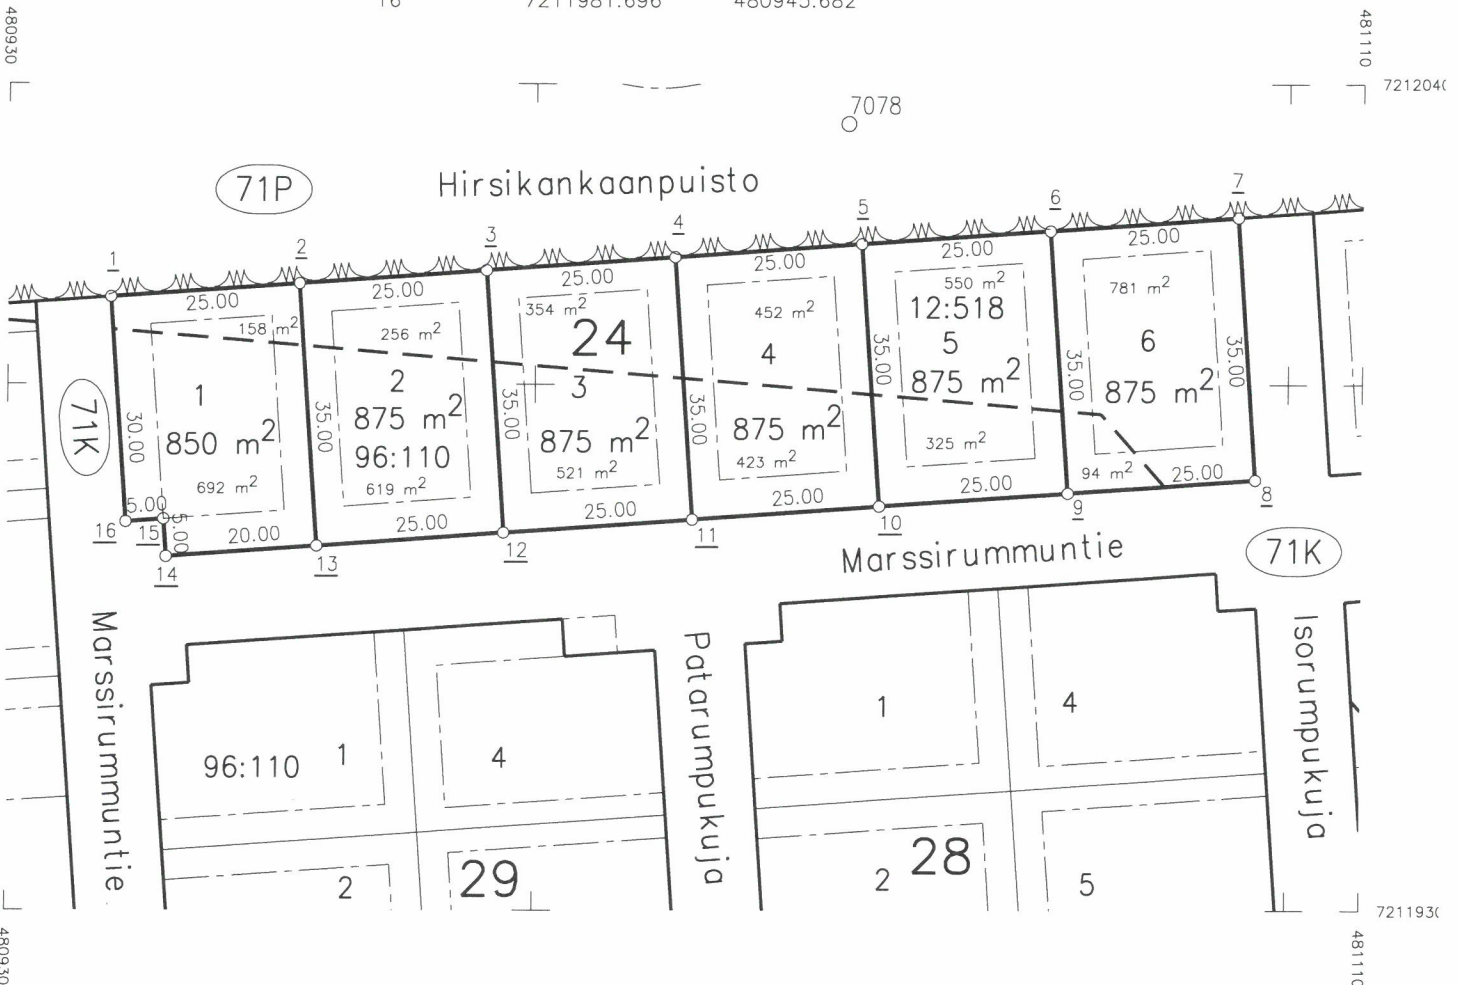 16 7211981.696 480945.682
480930
481110
721204(
7078
71P
Hirsikankaanpuisto
1 2 3 4 5 6 7
25.00 25.00 25.00 25.00 25.00 25.00
158 m2 256 m2 354 m2 452 m2 550 m2 781 m2
24
12:518
1 2 3 4 5 6
850 m2 875 m2 875 m2 875 m2 875 m2 875 m2
96:110
71K
30.00 35.00 35.00 35.00 35.00 35.00 35.00
692 m2 619 m2 521 m2 423 m2 325 m2 94 m2
5.00 5.00
20.00 25.00 25.00 25.00 25.00 25.00
16 15 14 13 12 11 10 9 8
Marssirummuntie
71K
Marssirummuntie
Patarumpukuja
Isorumpukuja
96:110 1 4
1 4
2 29
2 28 5
721193(
480930
481110